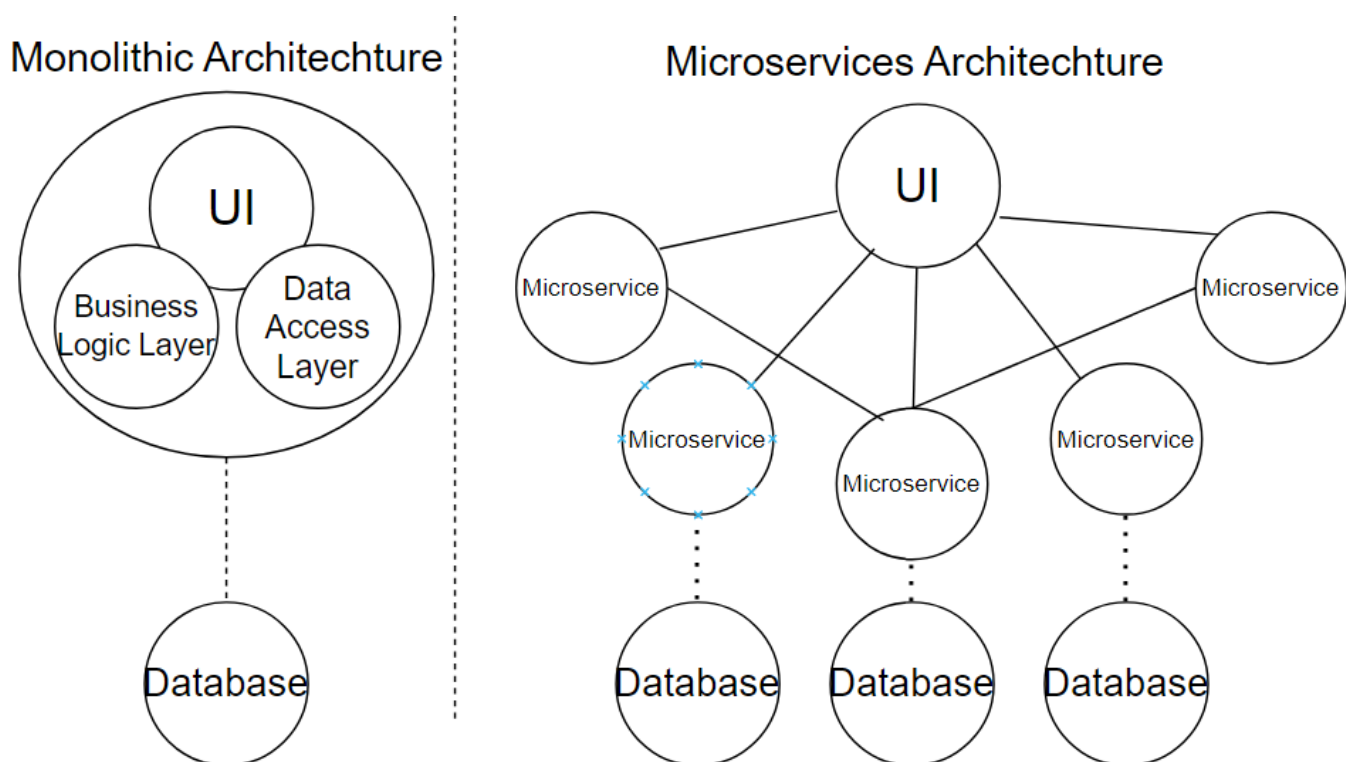 Monolithic Architechture
UI
Business
Logic Layer
Data
Access
Layer
Database
Microservices Architechture
UI
Microservice
Microservice
Microservice
Microservice
Microservice
Database
Database
Database